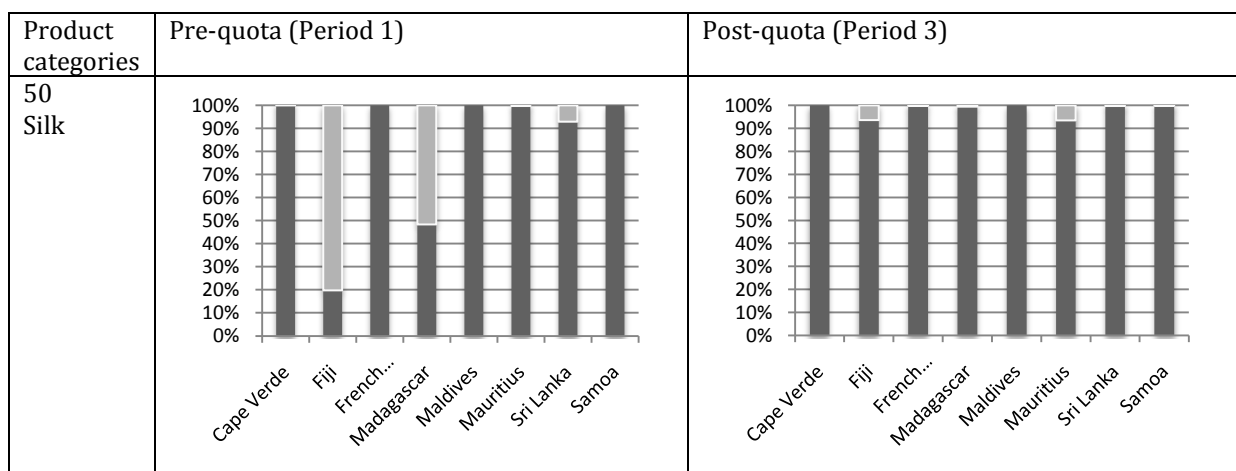 Product categories
Pre-quota (Period 1)
Post-quota (Period 3)
50
Silk
100%
90%
80%
70%
60%
50%
40%
30%
20%
10%
0%
Cape Verde
Fiji
French...
Madagascar
Maldives
Mauritius
Sri Lanka
Samoa
100%
90%
80%
70%
60%
50%
40%
30%
20%
10%
0%
Cape Verde
Fiji
French...
Madagascar
Maldives
Mauritius
Sri Lanka
Samoa